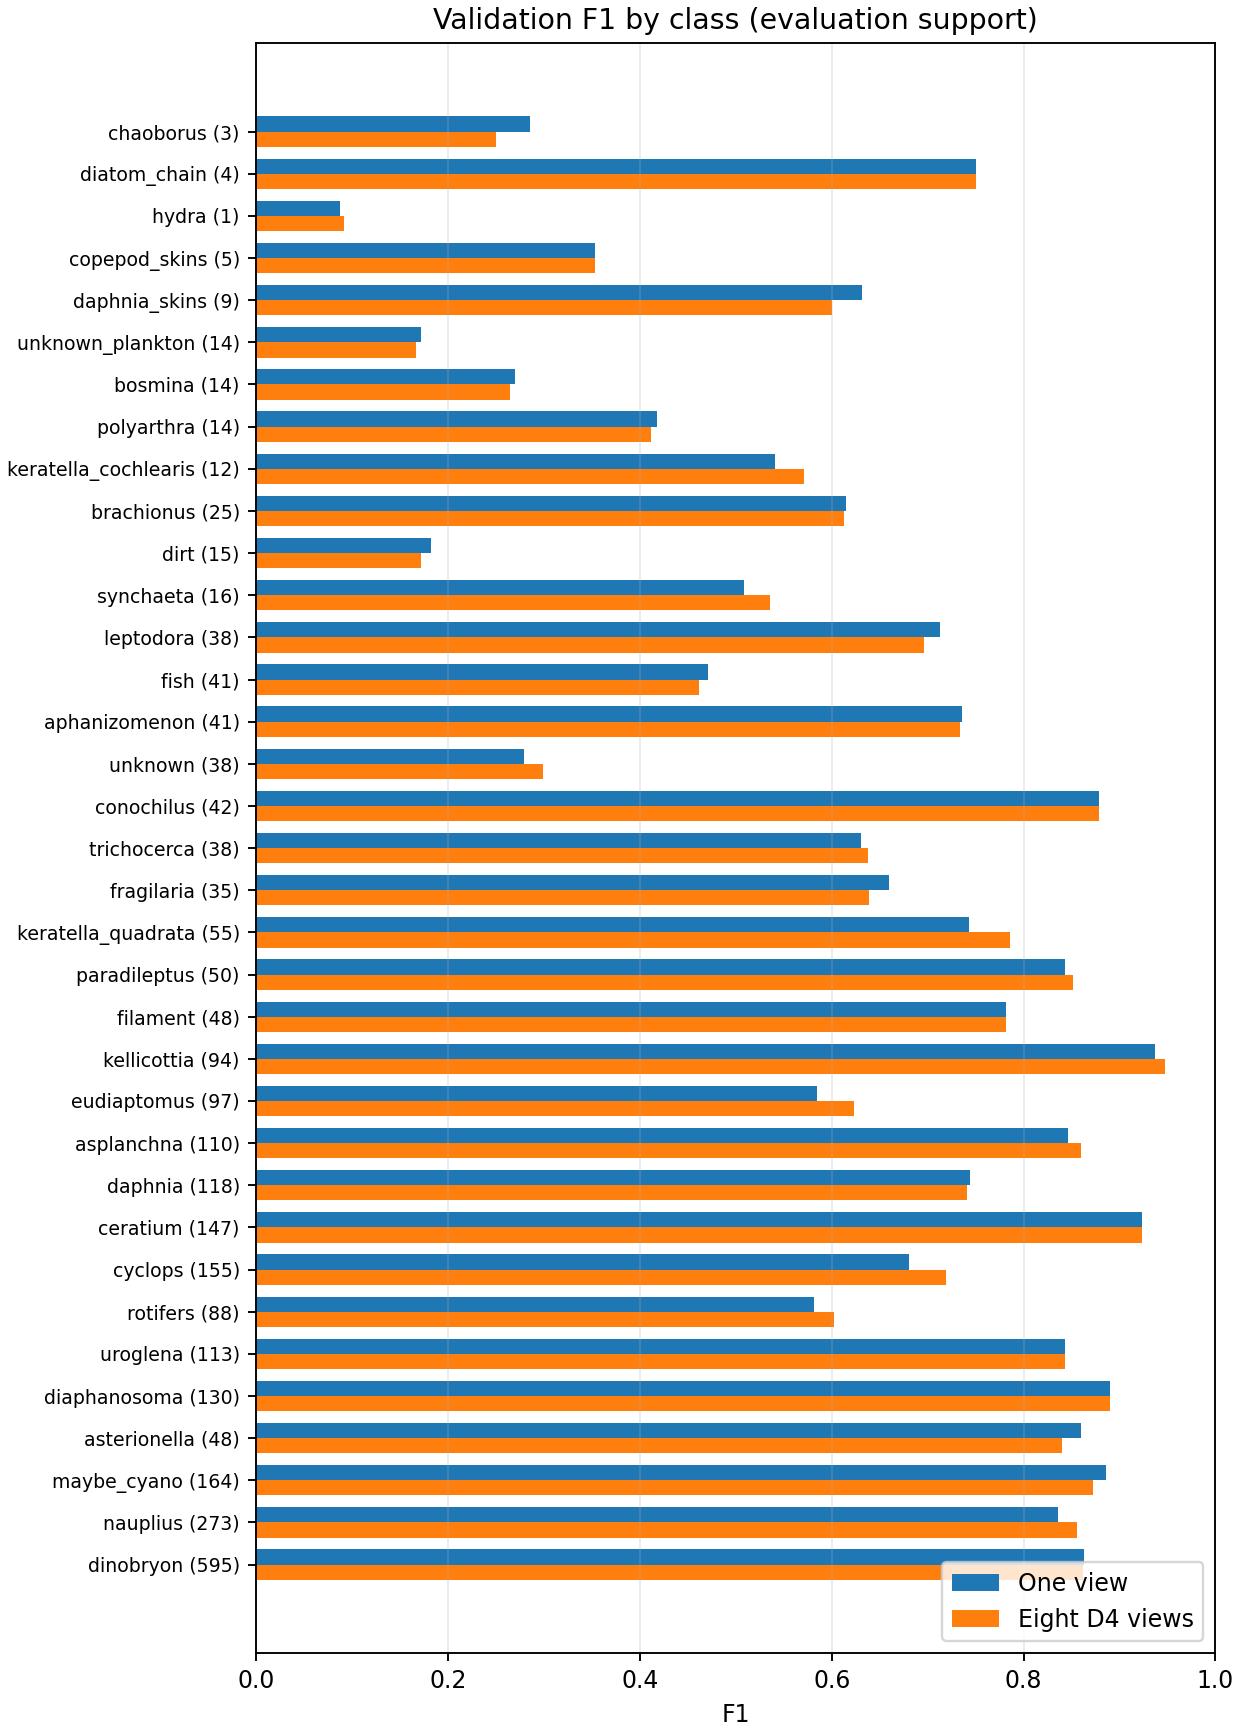 Validation F1 by class (evaluation support)
chaoborus (3)
diatom_chain (4)
hydra (1)
copepod_skins (5)
daphnia_skins (9)
unknown_plankton (14)
bosmina (14)
polyarthra (14)
keratella_cochlearis (12)
brachionus (25)
dirt (15)
synchaeta (16)
leptodora (38)
fish (41)
aphanizomenon (41)
unknown (38)
conochilus (42)
trichocerca (38)
fragilaria (35)
keratella_quadrata (55)
paradileptus (50)
filament (48)
kellicottia (94)
eudiaptomus (97)
asplanchna (110)
daphnia (118)
ceratium (147)
cyclops (155)
rotifers (88)
uroglena (113)
diaphanosoma (130)
asterionella (48)
maybe_cyano (164)
nauplius (273)
dinobryon (595)
One view
Eight D4 views
0.0 0.2 0.4 0.6 0.8 1.0
F1